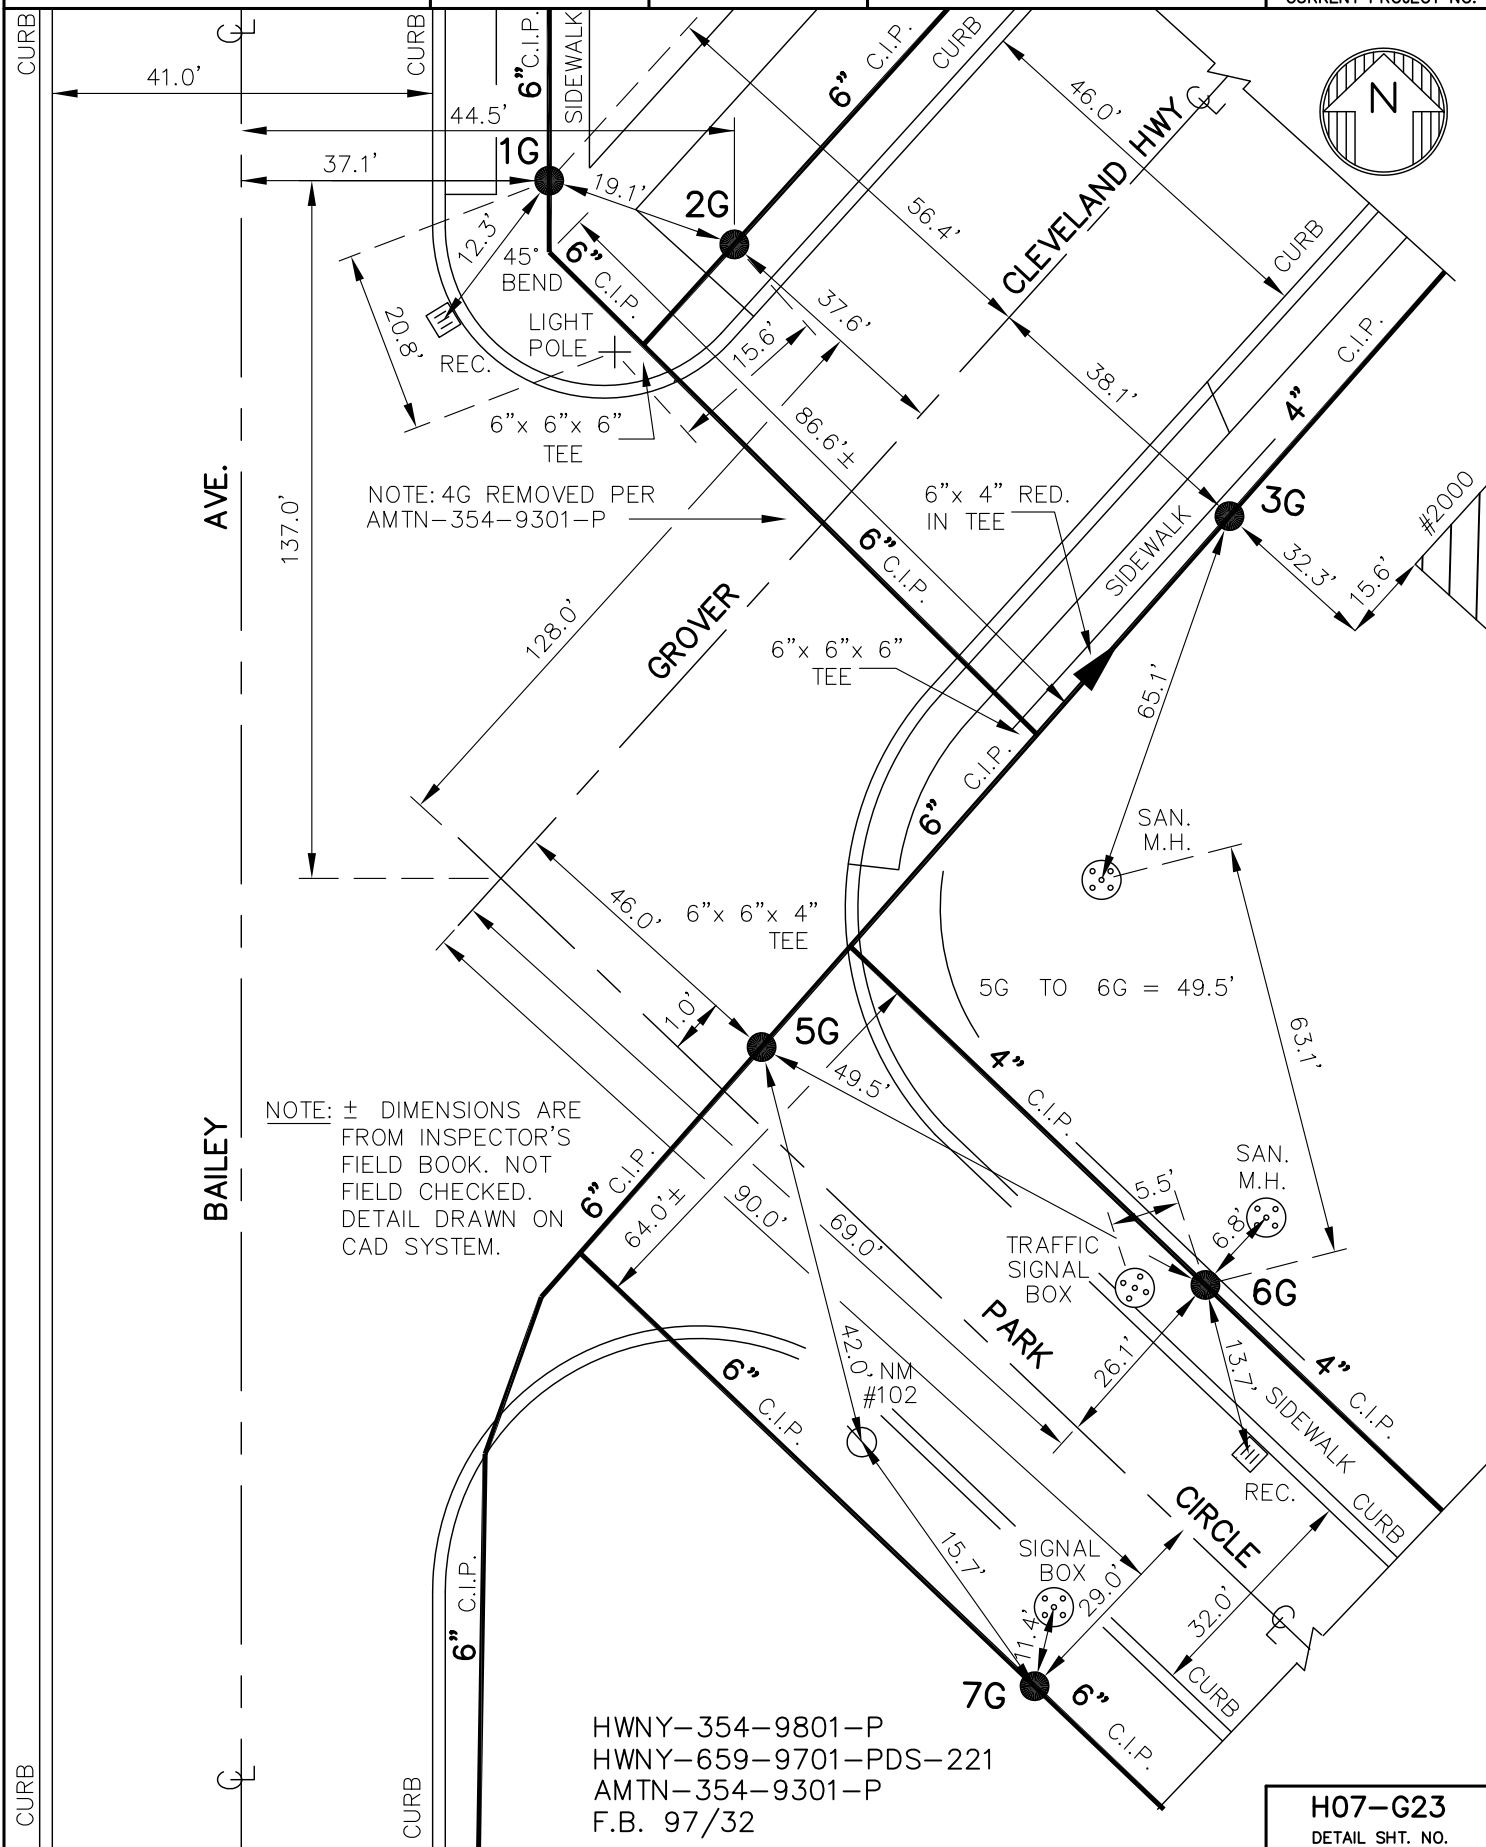 CURRENT PROJECT NO.
CURB
℄
CURB
6" C.I.P.
SIDEWALK
6" C.I.P.
CURB
46.0'
CLEVELAND HWY
℄
N
41.0'
44.5'
1G
37.1'
19.1'
2G
56.4'
12.3'
45°
BEND
6" C.I.P.
37.6'
CURB
20.8'
LIGHT
POLE
REC.
15.6'
38.1'
C.I.P.
4"
6"x 6"x 6"
TEE
86.6'±
AVE.
137.0'
NOTE: 4G REMOVED PER
AMTN-354-9301-P
6"x 4" RED.
IN TEE
3G
#2000
6" C.I.P.
SIDEWALK
32.3'
15.6'
128.0'
GROVER
6"x 6"x 6"
TEE
65.1'
C.I.P.
6"
SAN.
M.H.
46.0'
6"x 6"x 4"
TEE
5G TO 6G = 49.5'
1.0'
5G
63.1'
49.5'
4" C.I.P.
BAILEY
NOTE: ± DIMENSIONS ARE
FROM INSPECTOR'S
FIELD BOOK. NOT
FIELD CHECKED.
DETAIL DRAWN ON
CAD SYSTEM.
6" C.I.P.
64.0'±
90.0'
69.0'
5.5'
SAN.
M.H.
6.8'
TRAFFIC
SIGNAL
BOX
6G
PARK
42.0'
26.1'
13.7'
4" C.I.P.
6" C.I.P.
NM
#102
SIDEWALK
REC.
CURB
CIRCLE
15.7'
SIGNAL
BOX
29.0'
32.0'
℄
11.4'
6" C.I.P.
7G
6" C.I.P.
CURB
HWNY-354-9801-P
HWNY-659-9701-PDS-221
AMTN-354-9301-P
F.B. 97/32
CURB
℄
CURB
H07-G23
DETAIL SHT. NO.